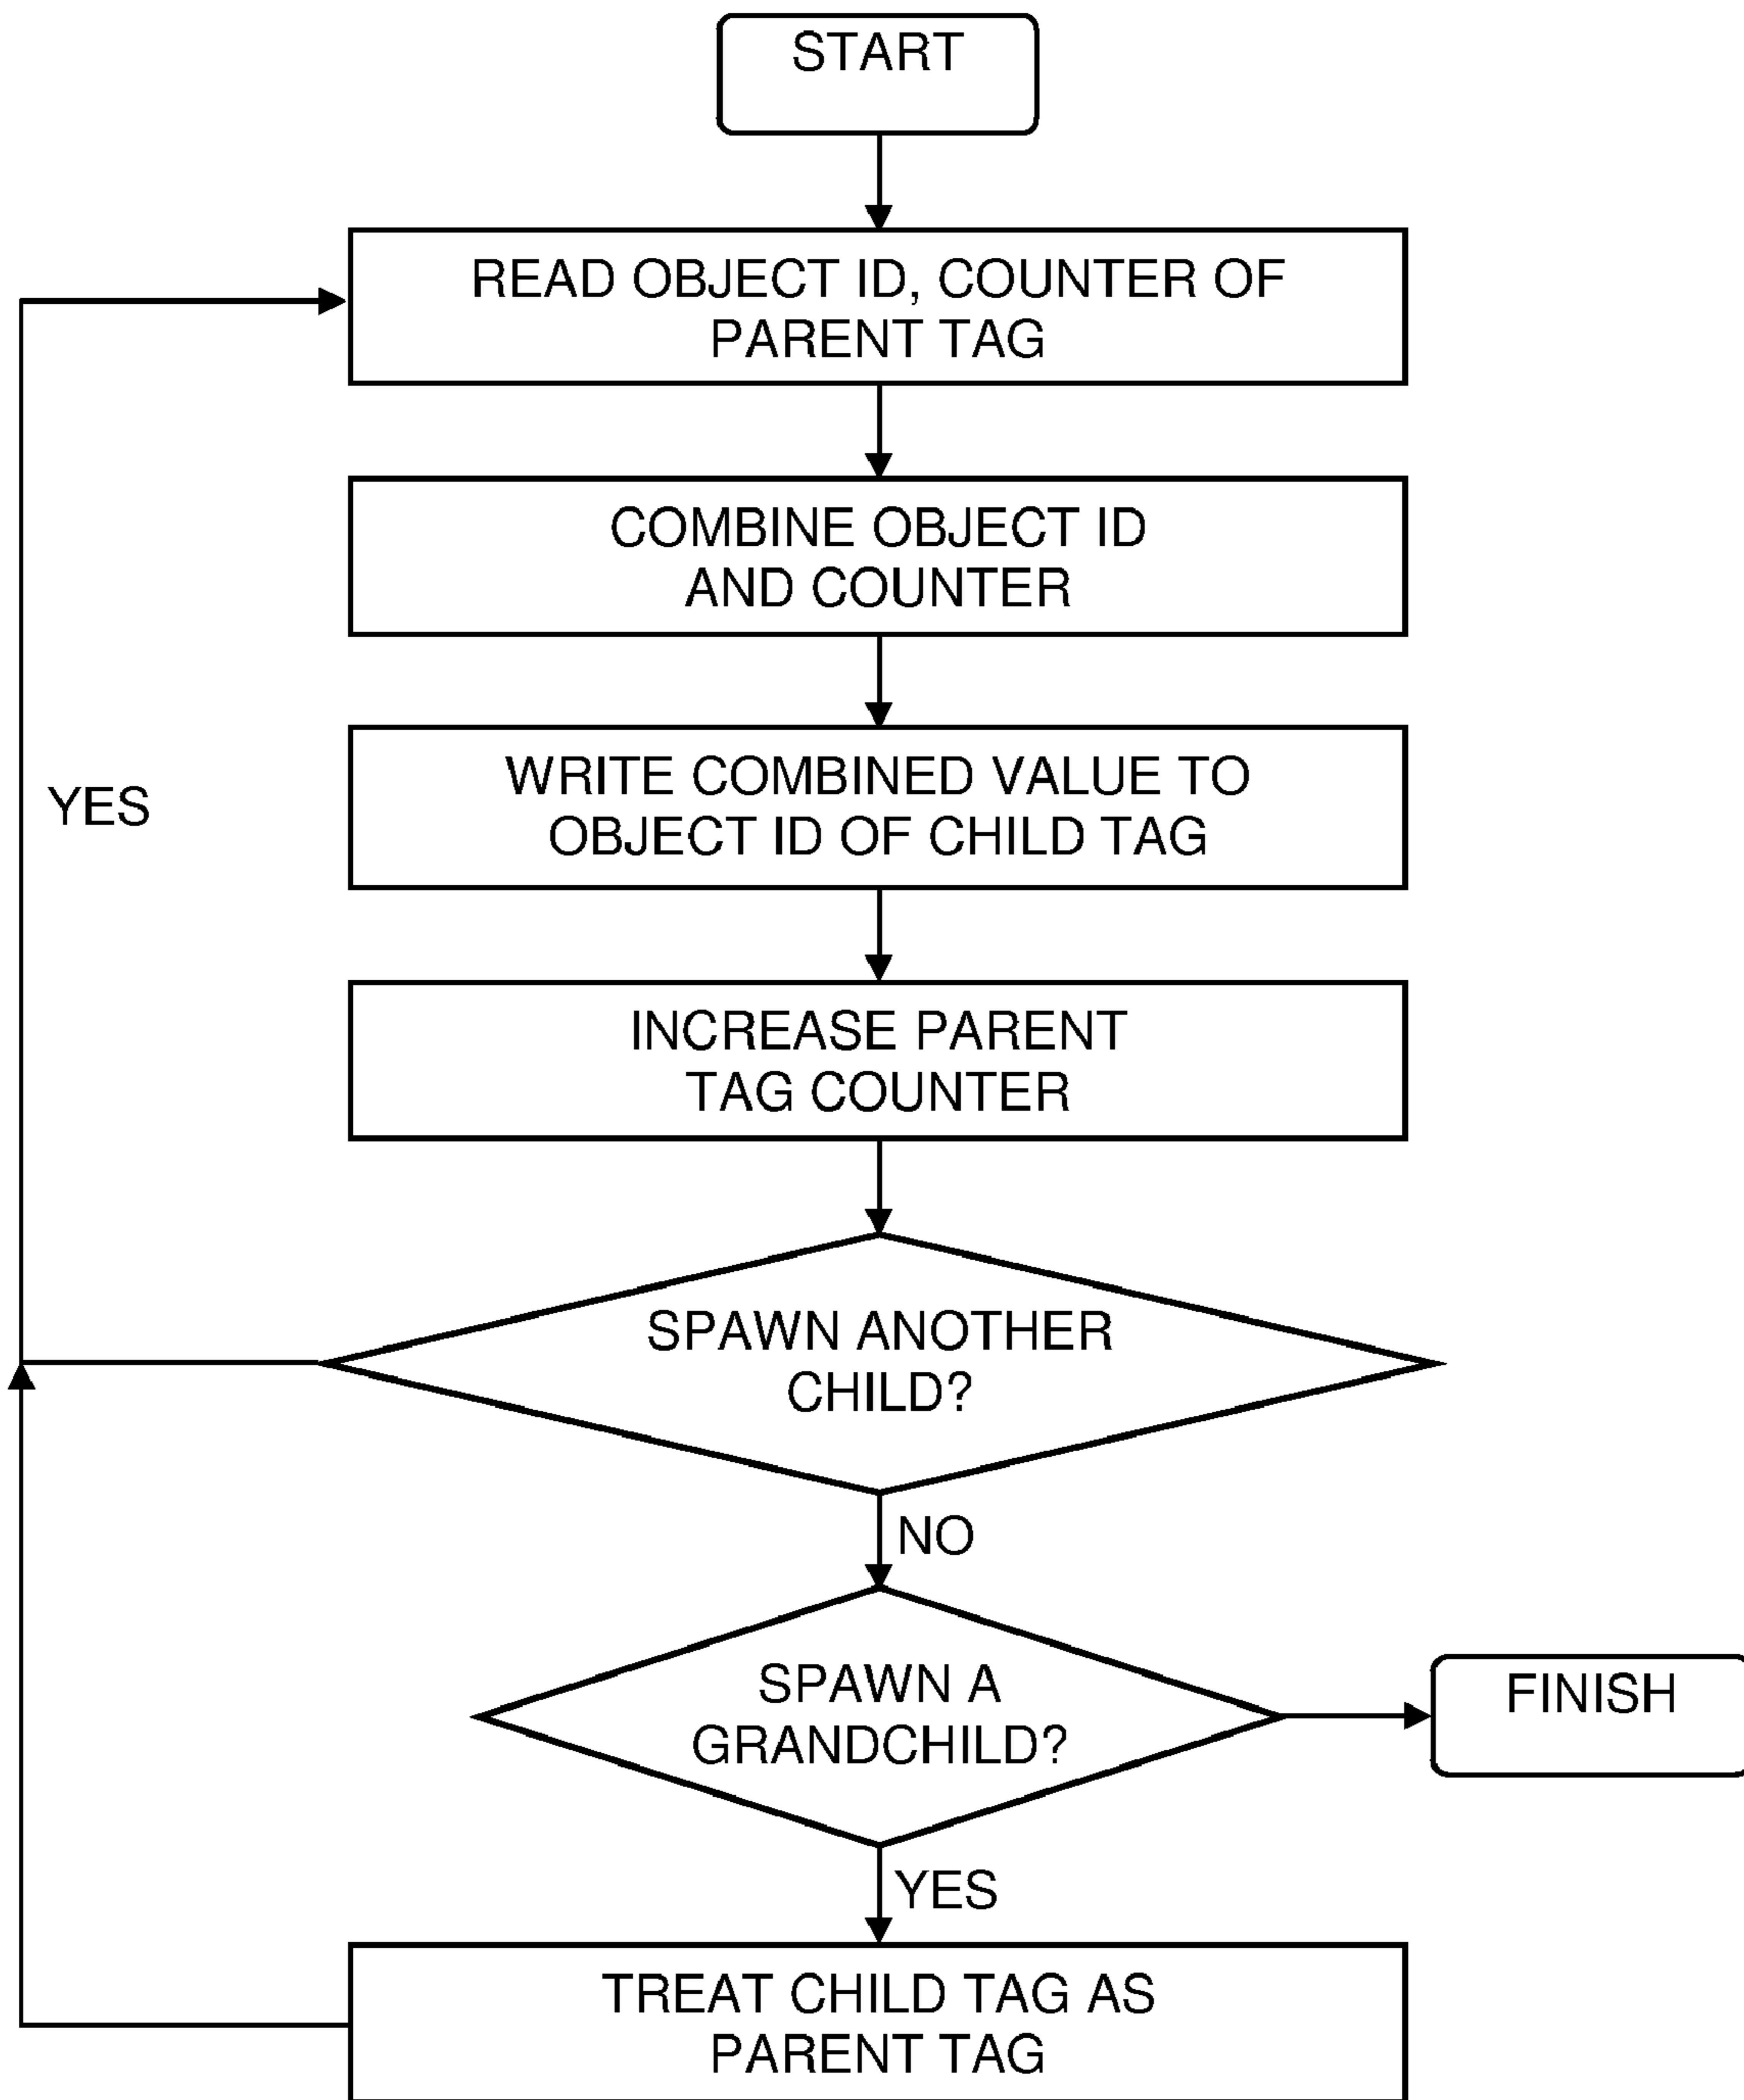 START
READ OBJECT ID, COUNTER OF
PARENT TAG
COMBINE OBJECT ID
AND COUNTER
WRITE COMBINED VALUE TO
OBJECT ID OF CHILD TAG
YES
INCREASE PARENT
TAG COUNTER
SPAWN ANOTHER
CHILD?
NO
SPAWN A
GRANDCHILD?
FINISH
YES
TREAT CHILD TAG AS
PARENT TAG